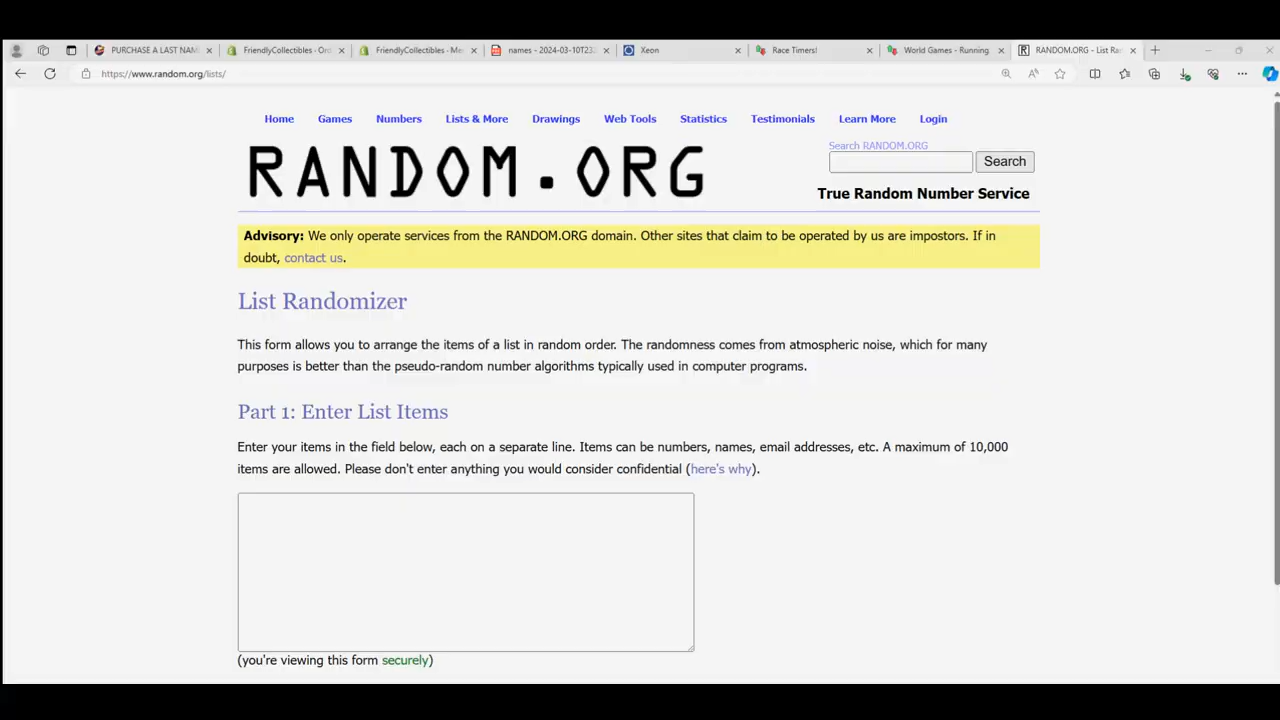 PURCHASE A LAST NAM
FriendlyCollectibles - Or
FriendlyCollectibles - Me
names - 2024-03-10T23
Xeon
Race Timers!
World Games - Running
RANDOM.ORG - List Ra
https://www.random.org/lists/
Home Games Numbers Lists & More Drawings Web Tools Statistics Testimonials Learn More Login
RANDOM.ORG
Search RANDOM.ORG
Search
True Random Number Service
Advisory: We only operate services from the RANDOM.ORG domain. Other sites that claim to be operated by us are impostors. If in
doubt, contact us.
List Randomizer
This form allows you to arrange the items of a list in random order. The randomness comes from atmospheric noise, which for many
purposes is better than the pseudo-random number algorithms typically used in computer programs.
Part 1: Enter List Items
Enter your items in the field below, each on a separate line. Items can be numbers, names, email addresses, etc. A maximum of 10,000
items are allowed. Please don't enter anything you would consider confidential (here's why).
(you're viewing this form securely)